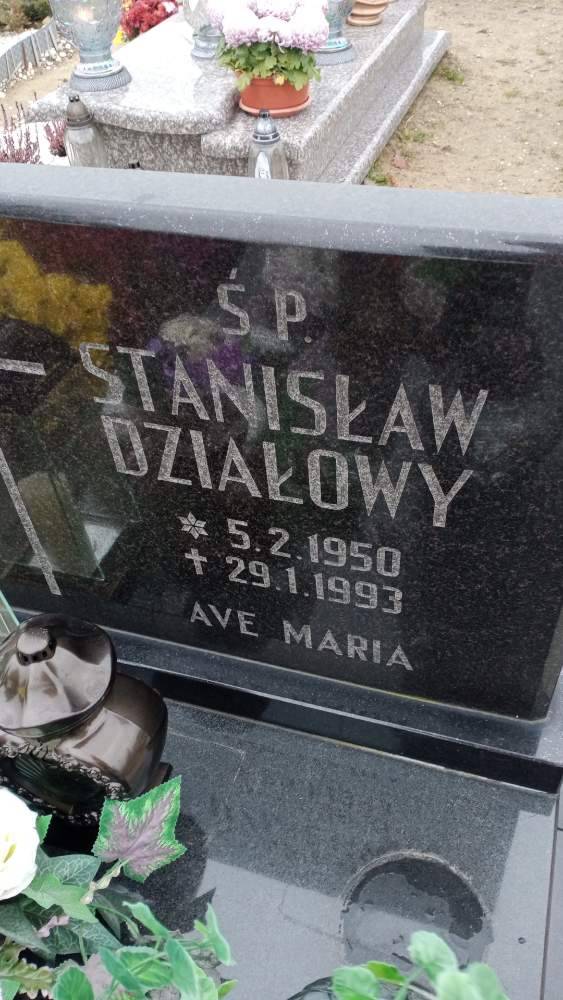 Ś P.
STANISŁAW
DZIAŁOWY
* 5.2.1950
✝ 29.1.1993
AVE MARIA